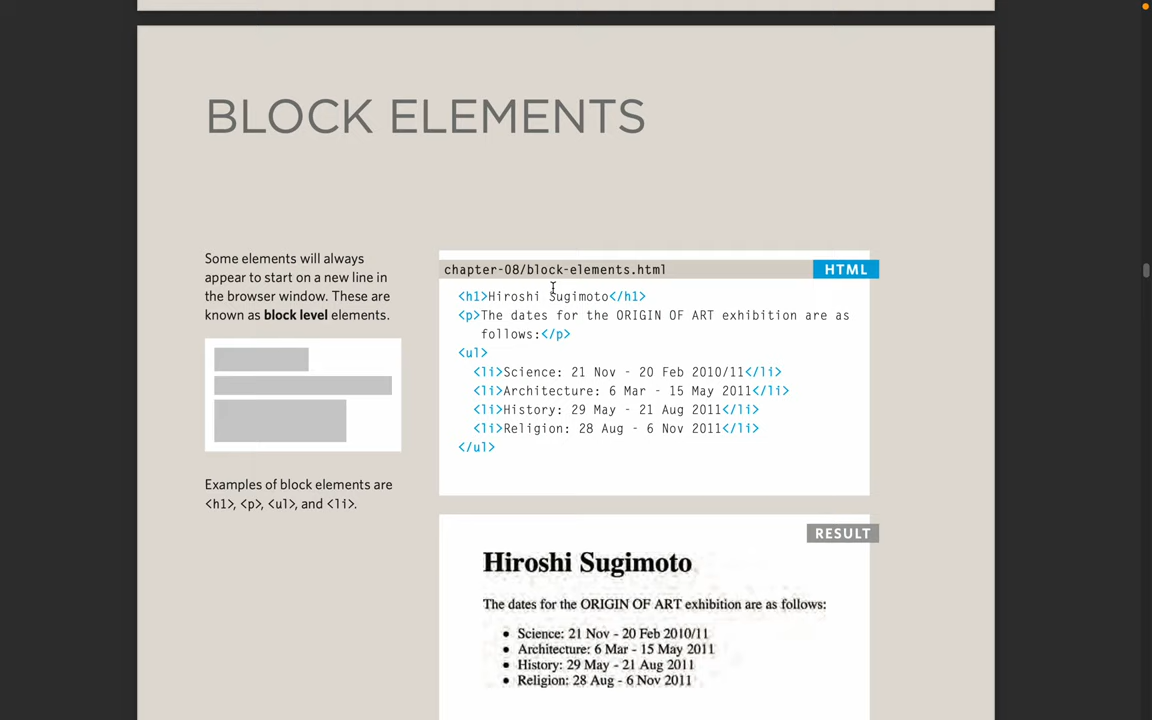 BLOCK ELEMENTS
Some elements will always
appear to start on a new line in
the browser window. These are
known as block level elements.
Examples of block elements are
<h1>, <p>, <ul>, and <li>.
chapter-08/block-elements.html
HTML
<h1>Hiroshi Sugimoto</h1>
<p>The dates for the ORIGIN OF ART exhibition are as
follows:</p>
<ul>
<li>Science: 21 Nov - 20 Feb 2010/11</li>
<li>Architecture: 6 Mar - 15 May 2011</li>
<li>History: 29 May - 21 Aug 2011</li>
<li>Religion: 28 Aug - 6 Nov 2011</li>
</ul>
RESULT
Hiroshi Sugimoto
The dates for the ORIGIN OF ART exhibition are as follows:
• Science: 21 Nov - 20 Feb 2010/11
• Architecture: 6 Mar - 15 May 2011
• History: 29 May - 21 Aug 2011
• Religion: 28 Aug - 6 Nov 2011